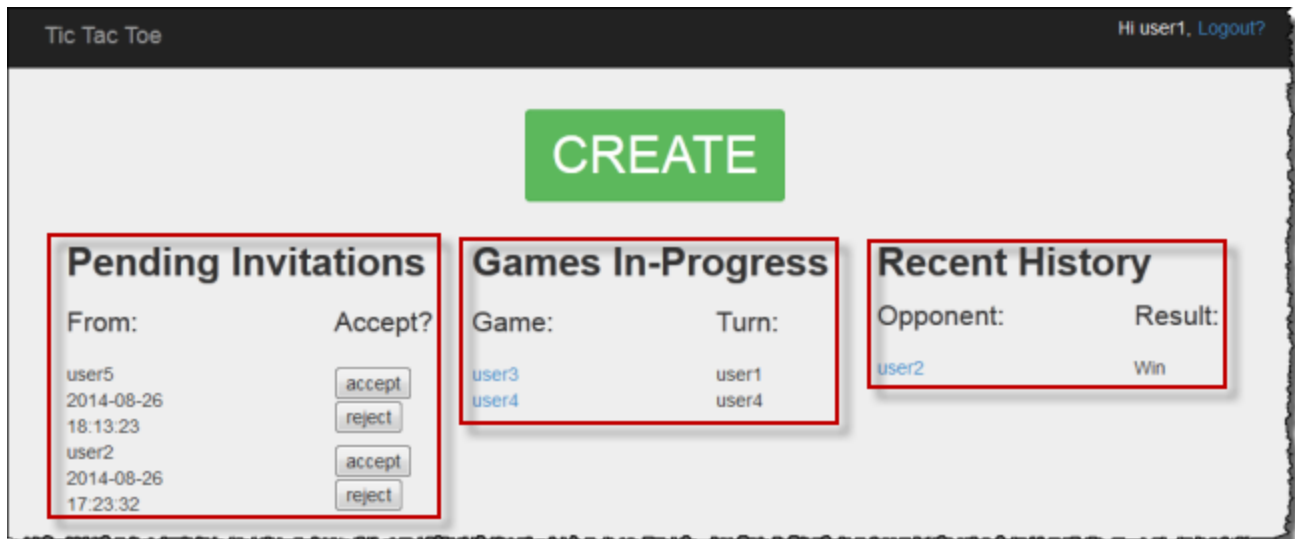 Tic Tac Toe
Hi user1, Logout?
CREATE
Pending Invitations
From: Accept?
user5
2014-08-26
18:13:23
accept
reject
user2
2014-08-26
17:23:32
accept
reject
Games In-Progress
Game: Turn:
user3 user1
user4 user4
Recent History
Opponent: Result:
user2 Win